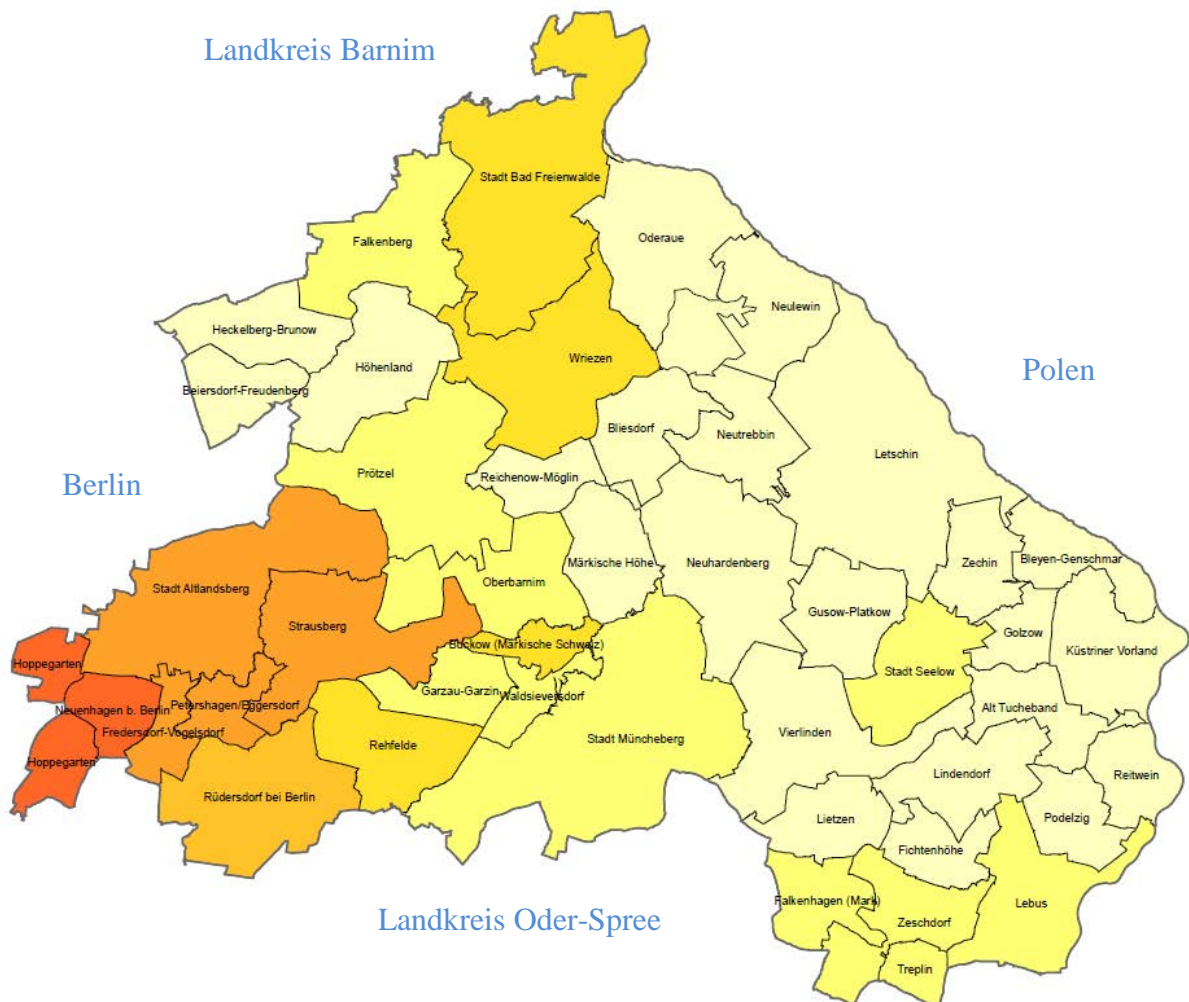 Landkreis Barnim
Stadt Bad Freienwalde
Falkenberg
Oderaue
Neulewin
Heckelberg-Brunow
Höhenland
Wriezen
Polen
Beiersdorf-Freudenberg
Bliesdorf
Neutrebbin
Letschin
Prötzel
Reichenow-Möglin
Berlin
Märkische Höhe
Neuhardenberg
Zechin
Bleyen-Genschmar
Oberbarnim
Stadt Altlandsberg
Gusow-Platkow
Strausberg
Golzow
Buckow (Märkische Schweiz)
Küstriner Vorland
Hoppegarten
Stadt Seelow
Garzau-Garzin
Waldsieversdorf
Petershagen/Eggersdorf
Neuenhagen b. Berlin
Alt Tucheband
Fredersdorf-Vogelsdorf
Vierlinden
Stadt Müncheberg
Rehfelde
Hoppegarten
Lindendorf
Reitwein
Rüdersdorf bei Berlin
Lietzen
Podelzig
Fichtenhöhe
Falkenhagen (Mark)
Lebus
Landkreis Oder-Spree
Zeschdorf
Treplin